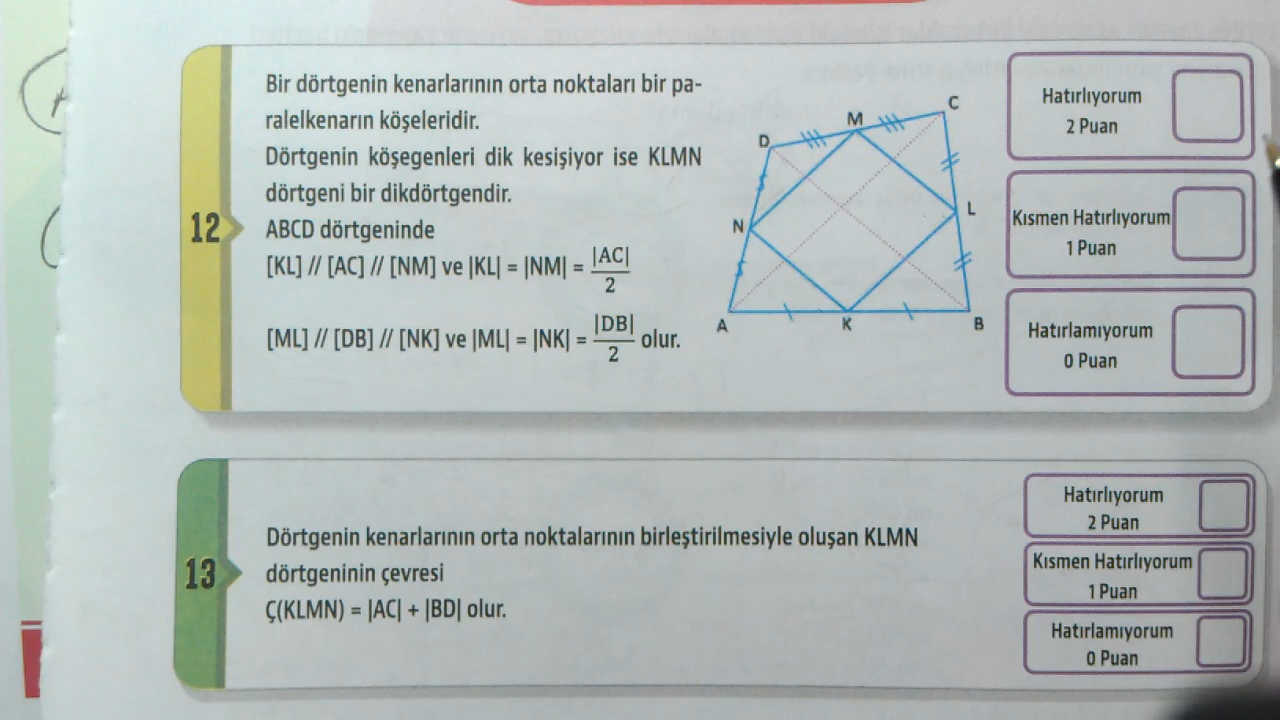 12
Bir dörtgenin kenarlarının orta noktaları bir pa-
ralelkenarın köşeleridir.
Dörtgenin köşegenleri dik kesişiyor ise KLMN
dörtgeni bir dikdörtgendir.
ABCD dörtgeninde
[KL] // [AC] // [NM] ve |KL| = |NM| = |AC|
2
[ML] // [DB] // [NK] ve |ML| = |NK| = |DB| olur.
2
C
M
D
L
N
A
K
B
Hatırlıyorum
2 Puan
Kısmen Hatırlıyorum
1 Puan
Hatırlamıyorum
0 Puan
13
Dörtgenin kenarlarının orta noktalarının birleştirilmesiyle oluşan KLMN
dörtgeninin çevresi
Ç(KLMN) = |AC| + |BD| olur.
Hatırlıyorum
2 Puan
Kısmen Hatırlıyorum
1 Puan
Hatırlamıyorum
0 Puan